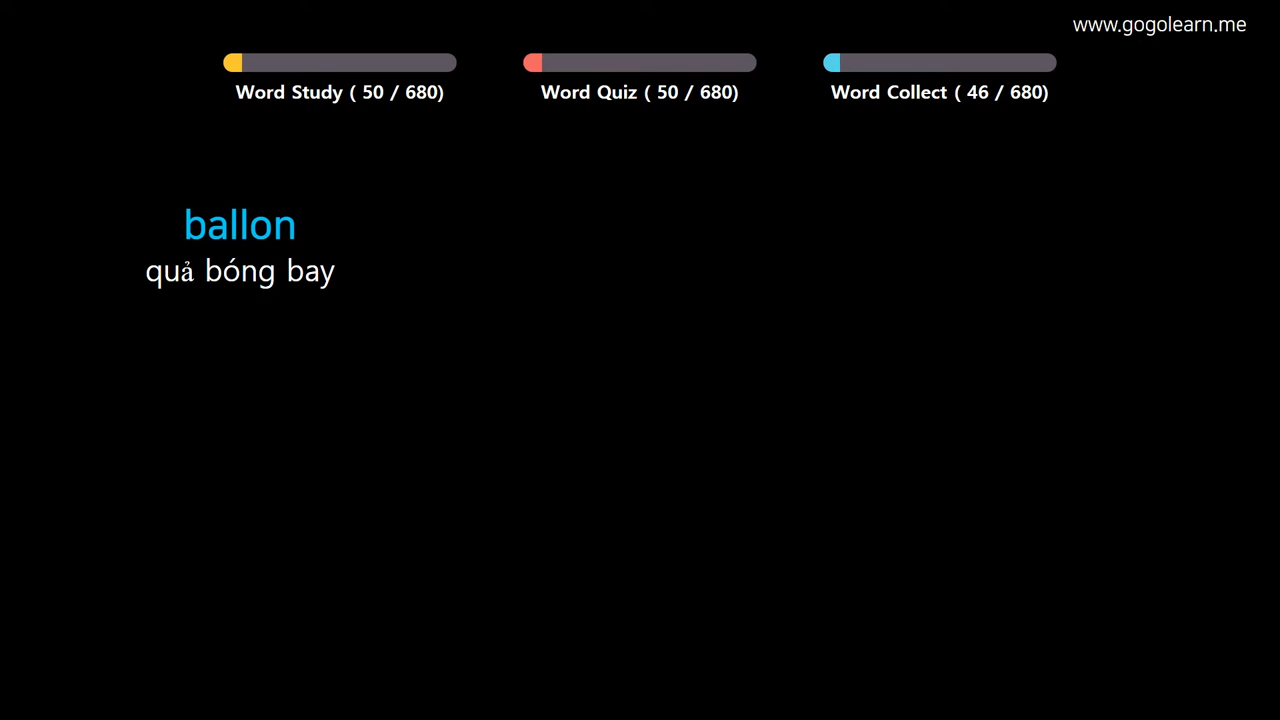 www.gogolearn.me
Word Study ( 50 / 680)
Word Quiz ( 50 / 680)
Word Collect ( 46 / 680)
ballon
quả bóng bay